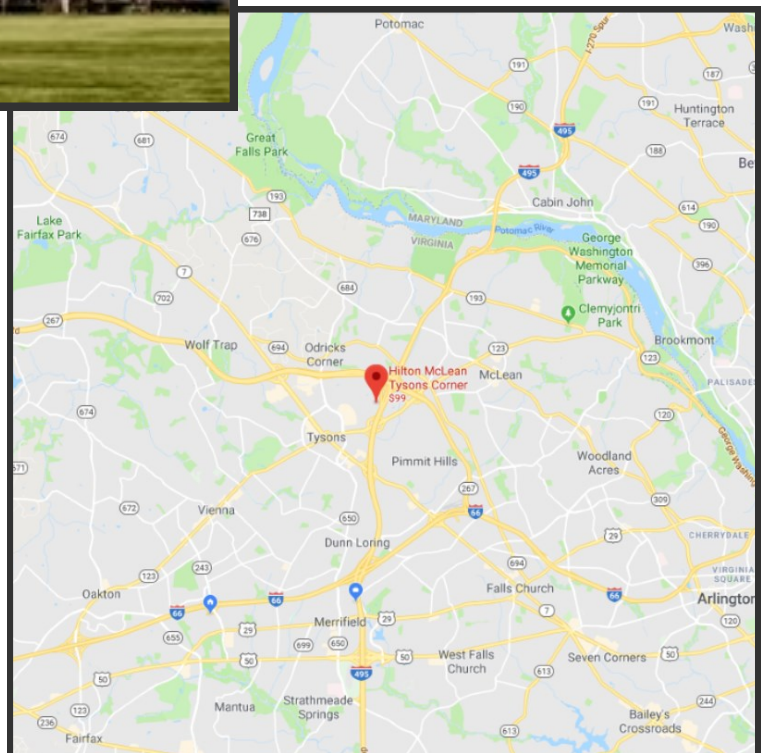 Potomac
I-270 Spur
191
187
190
191
Huntington
Terrace
495
674
681
188
Great
Falls Park
495
193
Cabin John
614
738
Lake
Fairfax Park
MARYLAND
190
676
VIRGINIA
Potomac River
George
Washington
Memorial
Parkway
396
7
684
702
193
Clemyjontri
Park
267
Wolf Trap
694
Odricks
Corner
123
Brookmont
123
Hilton McLean
Tysons Corner
$99
McLean
674
120
Tysons
Woodland
Acres
Pimmit Hills
267
309
672
Vienna
66
650
29
CHERRYDALE
Dunn Loring
694
VIRGINIA
SQUARE
243
123
Oakton
Falls Church
66
66
66
Arlington
7
120
Merrifield
29
655
29
699
650
50
50
West Falls
Church
Seven Corners
50
495
613
50
Mantua
Strathmeade
Springs
244
123
236
Bailey's
Crossroads
613
Fairfax